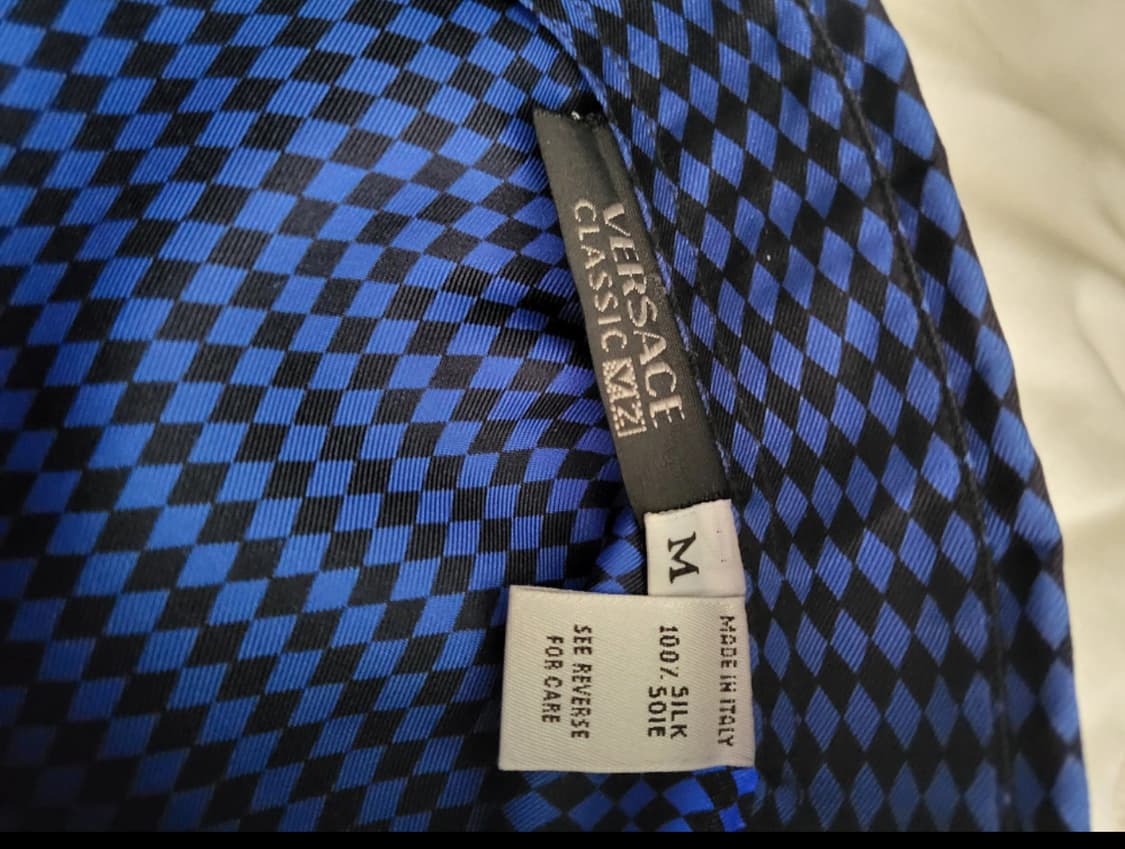 VERSACE
CLASSIC V2
M
MADE IN ITALY
100% SILK
SOIE
SEE REVERSE
FOR CARE